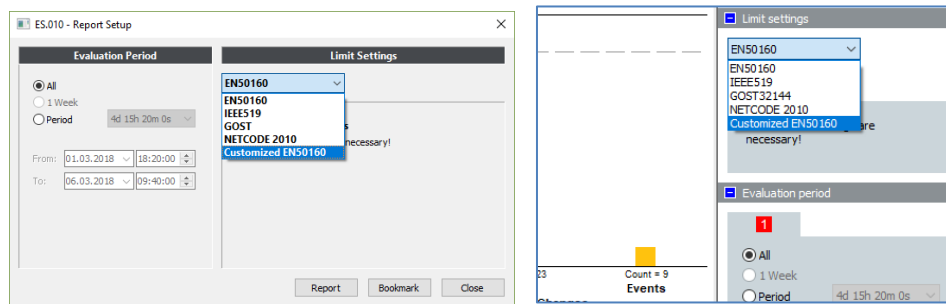 ES.010 - Report Setup
Evaluation Period
All
1 Week
Period 4d 15h 20m 0s
From: 01.03.2018 18:20:00
To: 06.03.2018 09:40:00
Limit Settings
EN50160
EN50160
IEEE519
GOST
NETCODE 2010
Customized EN50160
necessary!
Report Bookmark Close
23
Count = 9
Events
Limit settings
EN50160
EN50160
IEEE519
GOST32144
NETCODE 2010
Customized EN50160
are
necessary!
Evaluation period
1
All
1 Week
Period 4d 15h 20m 0s